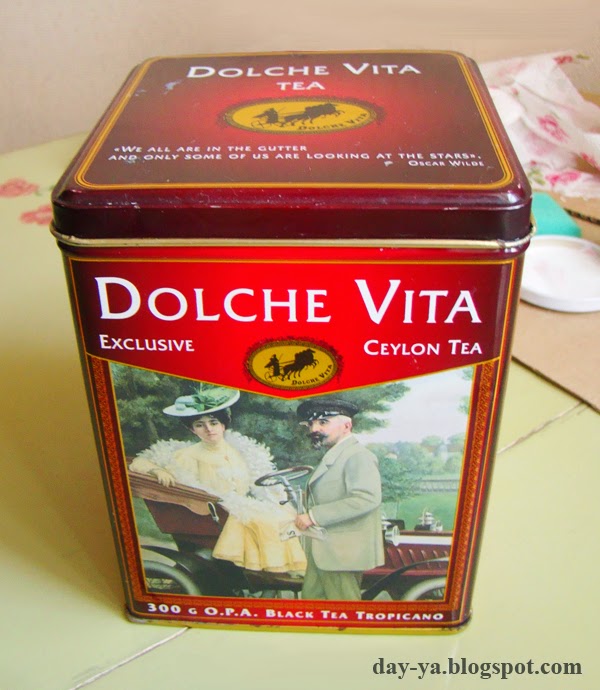 DOLCHE VITA
TEA
DOLCHE VITA
«WE ALL ARE IN THE GUTTER
AND ONLY SOME OF US ARE LOOKING AT THE STARS».
OSCAR WILDE
DOLCHE VITA
EXCLUSIVE
CEYLON TEA
DOLCHE VITA
300 G O.P.A. BLACK TEA TROPICANO
day-ya.blogspot.com